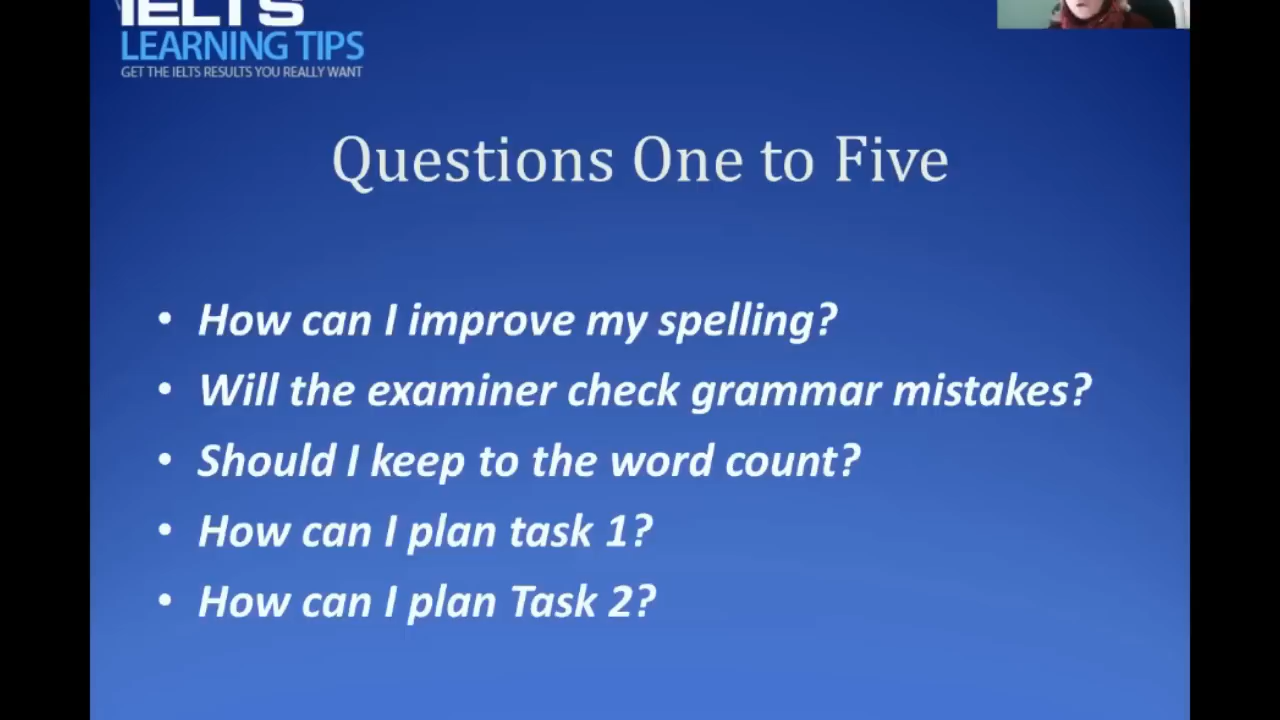 IELTS
LEARNING TIPS
GET THE IELTS RESULTS YOU REALLY WANT
Questions One to Five
• How can I improve my spelling?
• Will the examiner check grammar mistakes?
• Should I keep to the word count?
• How can I plan task 1?
• How can I plan Task 2?